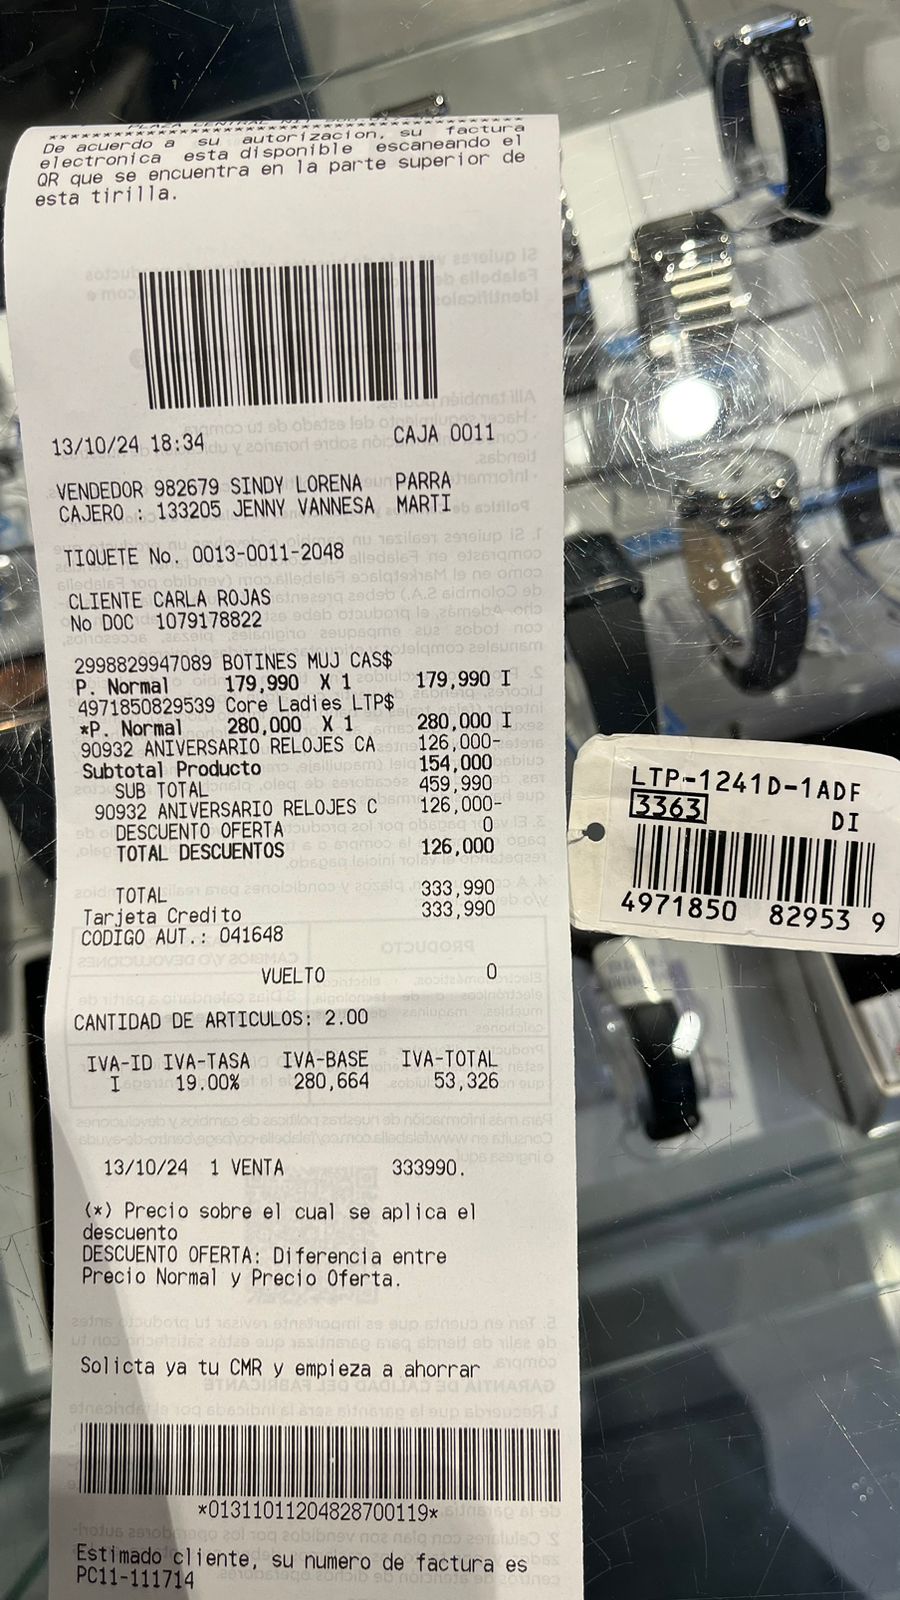 PLAZA CENTRAL NIT
************************************************
De acuerdo a su autorizacion, su factura
electronica esta disponible escaneando el
QR que se encuentra en la parte superior de
esta tirilla.
13/10/24 18:34 CAJA 0011
VENDEDOR 982679 SINDY LORENA PARRA
CAJERO : 133205 JENNY VANNESA MARTI
TIQUETE No. 0013-0011-2048
CLIENTE CARLA ROJAS
No DOC 1079178822
2998829947089 BOTINES MUJ CAS$
P. Normal 179,990 X 1 179,990 I
4971850829539 Core Ladies LTP$
*P. Normal 280,000 X 1 280,000 I
90932 ANIVERSARIO RELOJES CA 126,000-
Subtotal Producto 154,000
SUB TOTAL 459,990
90932 ANIVERSARIO RELOJES C 126,000-
DESCUENTO OFERTA 0
TOTAL DESCUENTOS 126,000
TOTAL 333,990
Tarjeta Credito 333,990
CODIGO AUT.: 041648
VUELTO 0
CANTIDAD DE ARTICULOS: 2.00
IVA-ID IVA-TASA IVA-BASE IVA-TOTAL
I 19.00% 280,664 53,326
13/10/24 1 VENTA 333990.
(*) Precio sobre el cual se aplica el
descuento
DESCUENTO OFERTA: Diferencia entre
Precio Normal y Precio Oferta.
Solicta ya tu CMR y empieza a ahorrar
*01311011204828700119*
Estimado cliente, su numero de factura es
PC11-111714
LTP-1241D-1ADF
3363 DI
4971850 82953 9